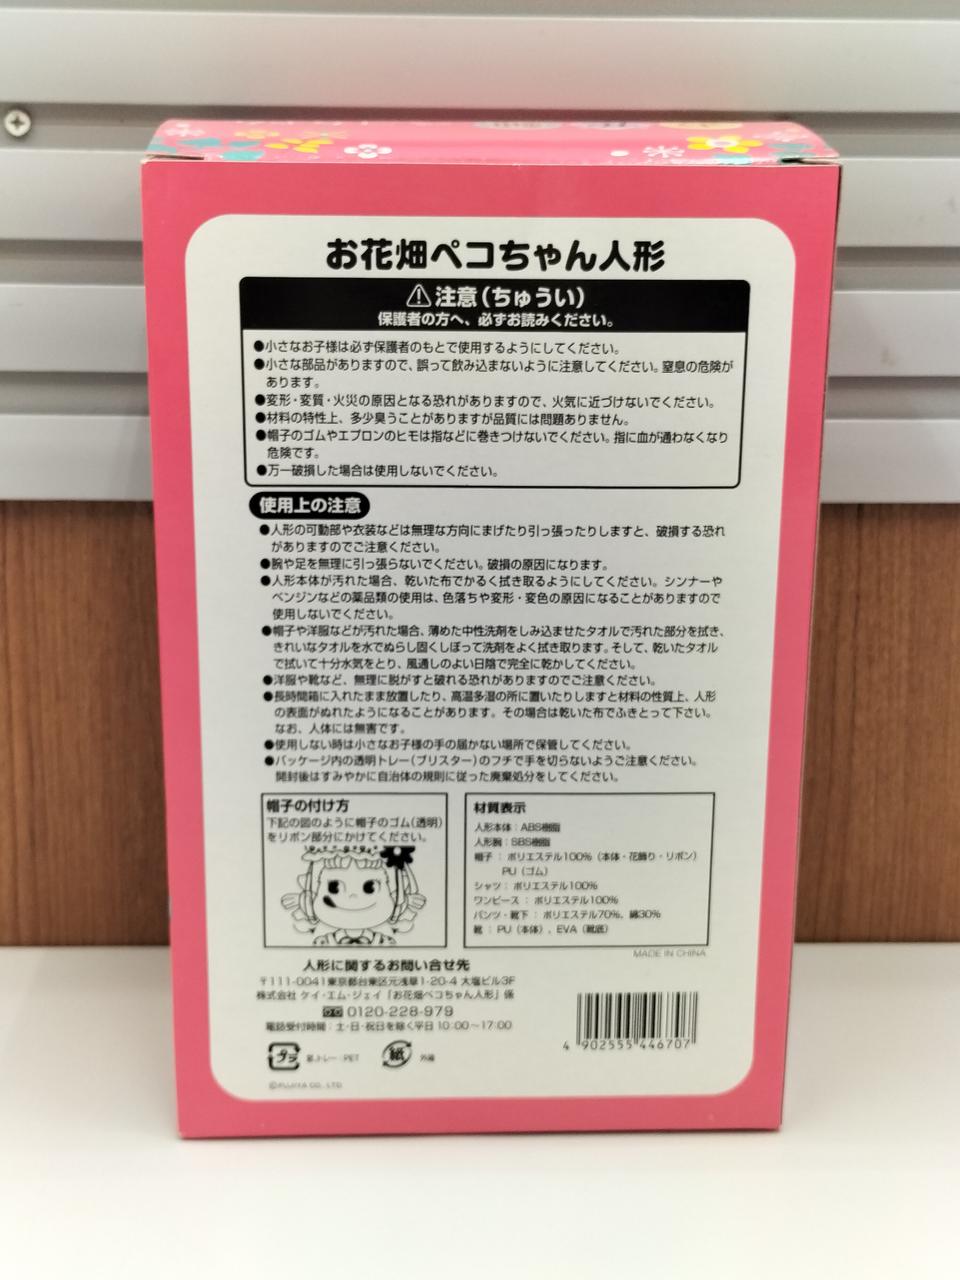 お花畑ペコちゃん人形
注意(ちゅうい)
保護者の方へ、必ずお読みください。
●小さなお子様は必ず保護者のもとで使用するようにしてください。
●小さな部品がありますので、誤って飲み込まないように注意してください。窒息の危険が
あります。
●変形・変質・火災の原因となる恐れがありますので、火気に近づけないでください。
●材料の特性上、多少臭うことがありますが品質には問題ありません。
●帽子のゴムやエプロンのヒモは指などに巻きつけないでください。指に血が通わなくなり
危険です。
●万一破損した場合は使用しないでください。
使用上の注意
●人形の可動部や衣装などは無理な方向にまげたり引っ張ったりしますと、破損する恐れ
がありますのでご注意ください。
●腕や足を無理に引っ張らないでください。破損の原因になります。
●人形本体が汚れた場合、乾いた布でかるく拭き取るようにしてください。シンナーや
ベンジンなどの薬品類の使用は、色落ちや変形・変色の原因になることがありますので
使用しないでください。
●帽子や洋服などが汚れた場合、薄めた中性洗剤をしみ込ませたタオルで汚れた部分を拭き、
きれいなタオルを水でぬらし固くしぼって洗剤をよく拭き取ります。そして、乾いたタオル
で拭いて十分水気をとり、風通しのよい日陰で完全に乾かしてください。
●洋服や靴など、無理に脱がすと破れる恐れがありますのでご注意ください。
●長時間箱に入れたまま放置したり、高温多湿の所に置いたりしますと材料の性質上、人形
の表面がぬれたようになることがあります。その場合は乾いた布でふきとって下さい。
なお、人体には無害です。
●使用しない時は小さなお子様の手の届かない場所で保管してください。
●パッケージ内の透明トレー(ブリスター)のフチで手を切らないようご注意ください。
開封後はすみやかに自治体の規則に従った廃棄処分をしてください。
帽子の付け方
下記の図のように帽子のゴム(透明)
をリボン部分にかけてください。
材質表示
人形本体：ABS樹脂
人形腕：SBS樹脂
帽子：ポリエステル100%(本体・花飾り・リボン)
PU(ゴム)
シャツ：ポリエステル100%
ワンピース：ポリエステル100%
パンツ・靴下：ポリエステル70%、綿30%
靴：PU(本体)、EVA(靴底)
MADE IN CHINA
人形に関するお問い合せ先
〒111-0041東京都台東区元浅草1-20-4 大塩ビル3F
株式会社 ケイ・エム・ジェイ「お花畑ペコちゃん人形」係
0120-228-979
電話受付時間：土・日・祝日を除く平日 10:00～17:00
プラ
トレー：PET
紙
外箱
©FUJIYA CO., LTD.
4 902555 446707